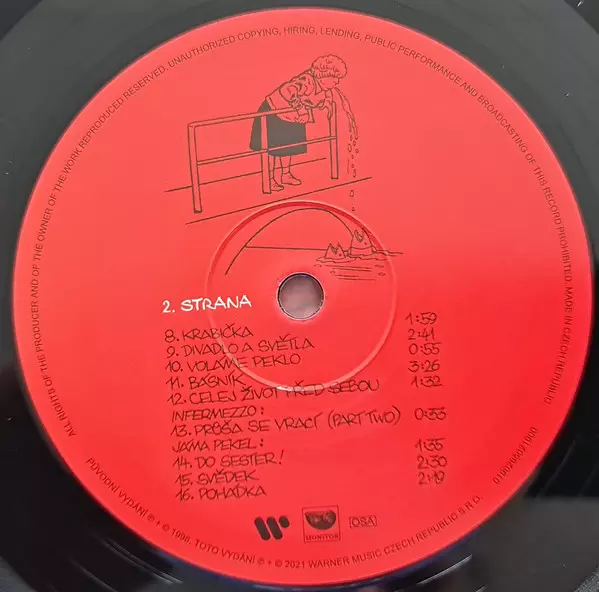 ALL RIGHTS OF THE PRODUCER AND OF THE OWNER OF THE WORK REPRODUCED RESERVED. UNAUTHORIZED COPYING, HIRING, LENDING, PUBLIC PERFORMANCE AND BROADCASTING OF THIS RECORD PROHIBITED. MADE IN CZECH REPUBLIC
2. STRANA
8. KRABIČKA 1:59
9. DIVADLO A SVĚTLA 2:41
10. VOLÁME PEKLO 0:55
11. BÁSNÍK 3:26
12. CELEJ ŽIVOT PŘED SEBOU 1:32
INFERMEZZO:
13. PRŮŠA SE VRACÍ (PART TWO) 0:33
JÁMA PEKEL:
14. DO SESTER! 1:35
15. SVĚDEK 2:30
16. POHÁDKA 2:19
MONITOR
OSA
PŮVODNÍ VYDÁNÍ ℗ + © 1998. TOTO VYDÁNÍ ℗ + © 2021 WARNER MUSIC CZECH REPUBLIC S.R.O.